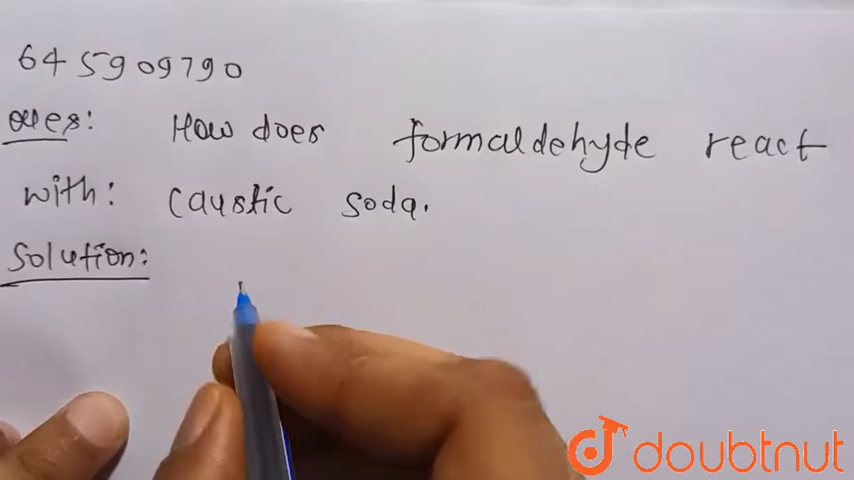 645909790
Ques: How does formaldehyde react
with: caustic soda.
Solution:
doubtnut